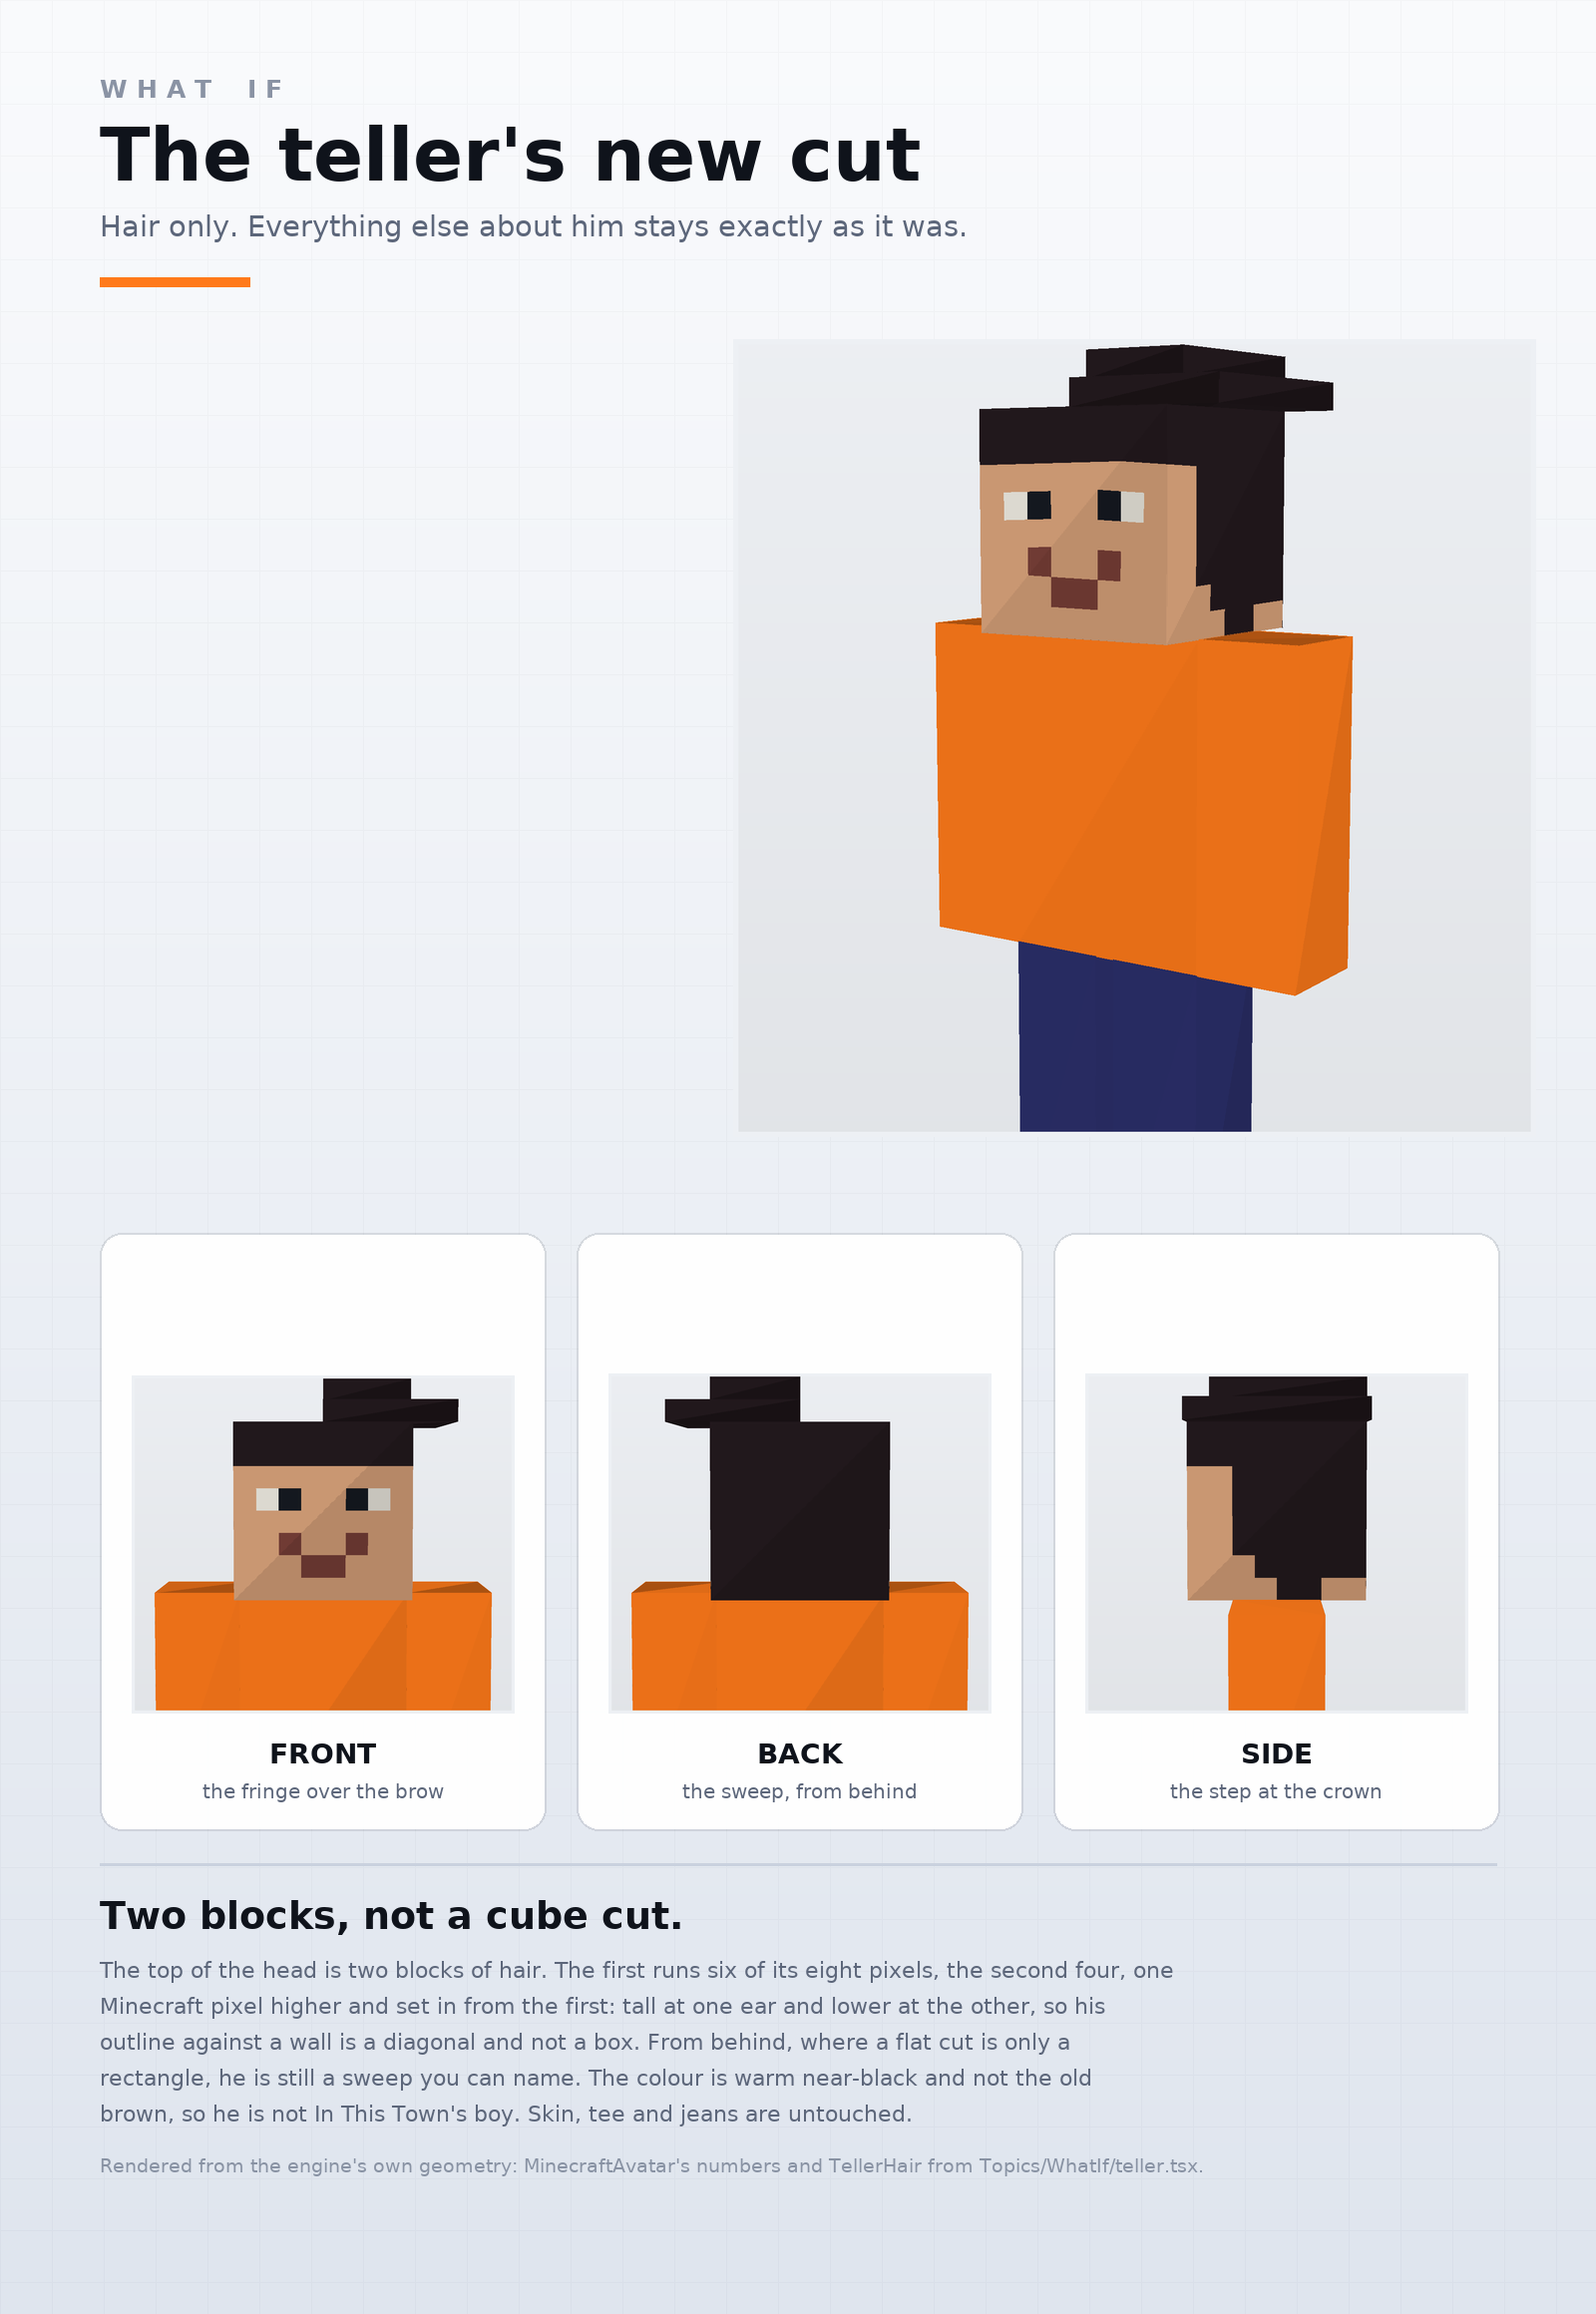 WHAT IF
The teller's new cut
Hair only. Everything else about him stays exactly as it was.
FRONT
the fringe over the brow
BACK
the sweep, from behind
SIDE
the step at the crown
Two blocks, not a cube cut.
The top of the head is two blocks of hair. The first runs six of its eight pixels, the second four, one
Minecraft pixel higher and set in from the first: tall at one ear and lower at the other, so his
outline against a wall is a diagonal and not a box. From behind, where a flat cut is only a
rectangle, he is still a sweep you can name. The colour is warm near-black and not the old
brown, so he is not In This Town's boy. Skin, tee and jeans are untouched.
Rendered from the engine's own geometry: MinecraftAvatar's numbers and TellerHair from Topics/WhatIf/teller.tsx.